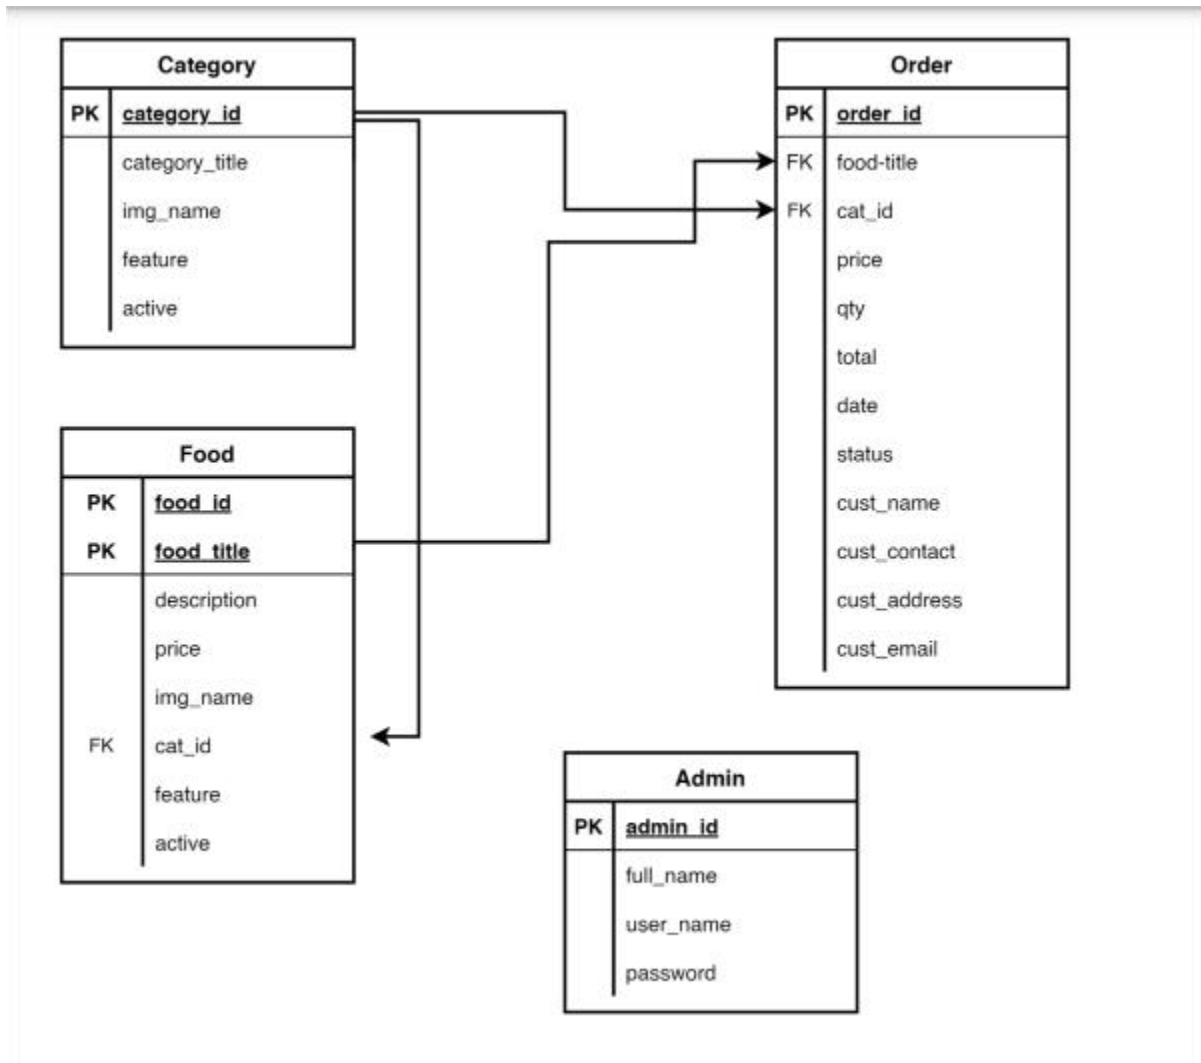 Category
PK category_id
category_title
img_name
feature
active
Order
PK order_id
FK food-title
FK cat_id
price
qty
total
date
status
cust_name
cust_contact
cust_address
cust_email
Food
PK food_id
PK food_title
description
price
img_name
FK cat_id
feature
active
Admin
PK admin_id
full_name
user_name
password